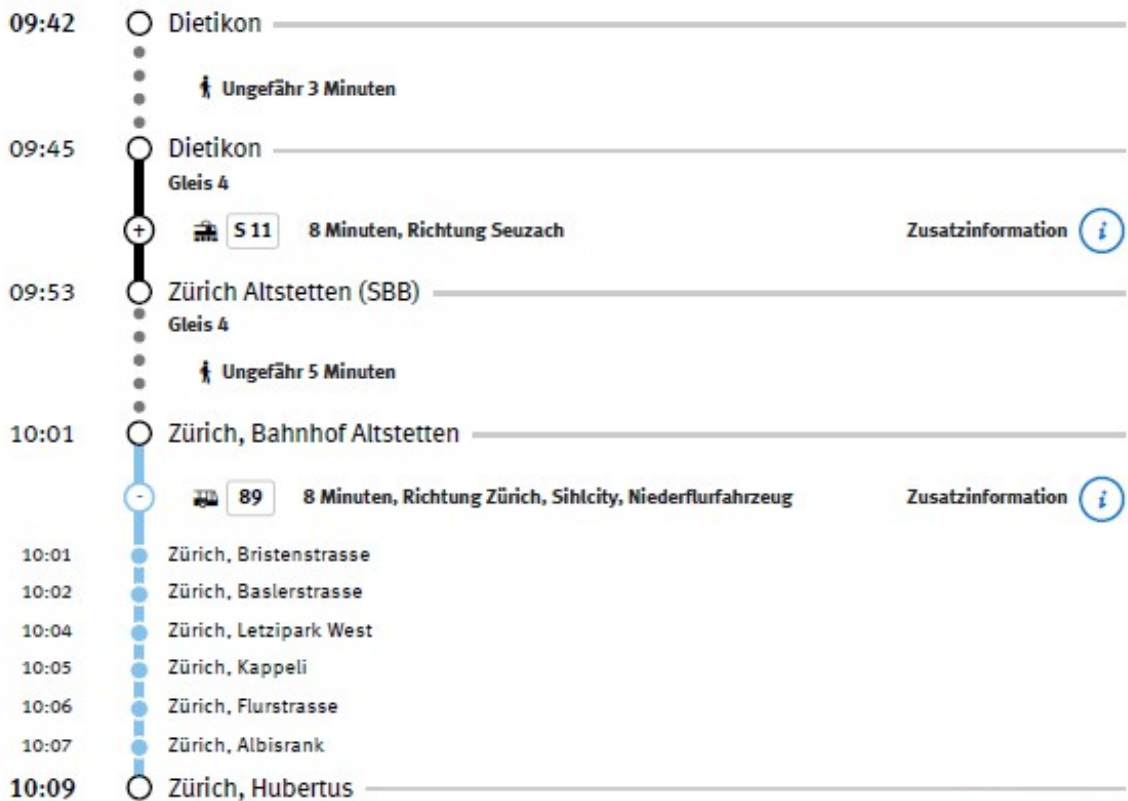 09:42 Dietikon
Ungefähr 3 Minuten
09:45 Dietikon
Gleis 4
+ S 11 8 Minuten, Richtung Seuzach Zusatzinformation i
09:53 Zürich Altstetten (SBB)
Gleis 4
Ungefähr 5 Minuten
10:01 Zürich, Bahnhof Altstetten
- 89 8 Minuten, Richtung Zürich, Sihlcity, Niederflurfahrzeug Zusatzinformation i
10:01 Zürich, Bristenstrasse
10:02 Zürich, Baslerstrasse
10:04 Zürich, Letzipark West
10:05 Zürich, Kappeli
10:06 Zürich, Flurstrasse
10:07 Zürich, Albisrank
10:09 Zürich, Hubertus